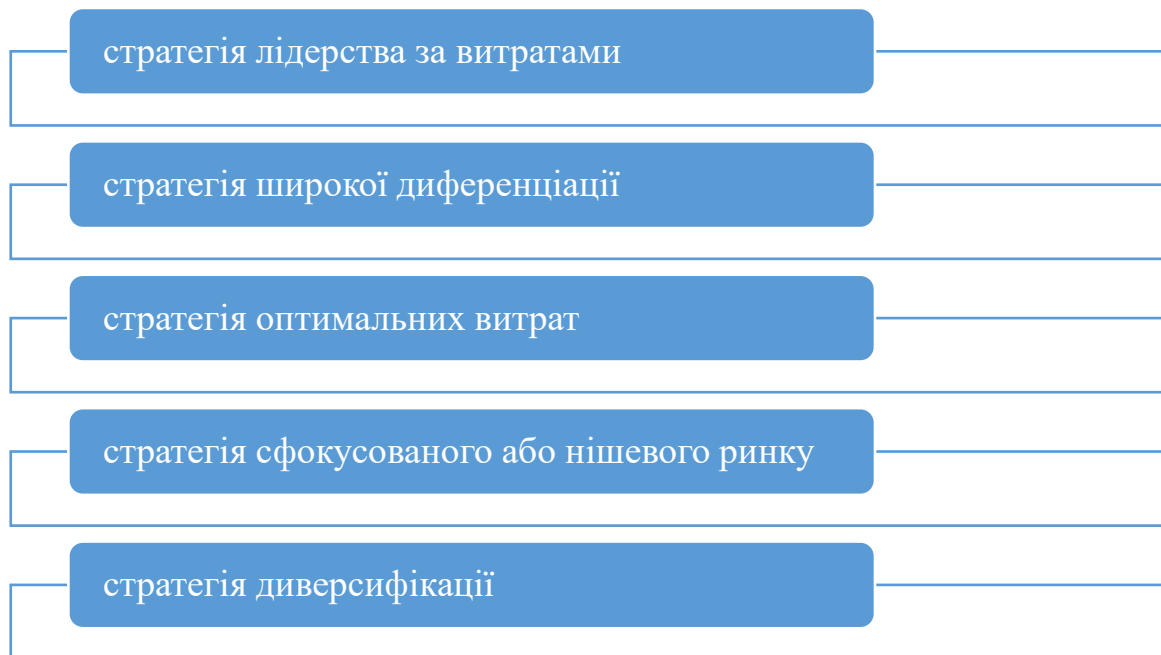 стратегія лідерства за витратами
стратегія широкої диференціації
стратегія оптимальних витрат
стратегія сфокусованого або нішевого ринку
стратегія диверсифікації